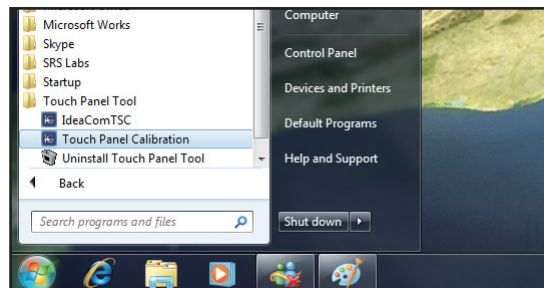 Microsoft Works
Skype
SRS Labs
Startup
Touch Panel Tool
IdeaComTSC
Touch Panel Calibration
Uninstall Touch Panel Tool
Back
Search programs and files
Computer
Control Panel
Devices and Printers
Default Programs
Help and Support
Shut down